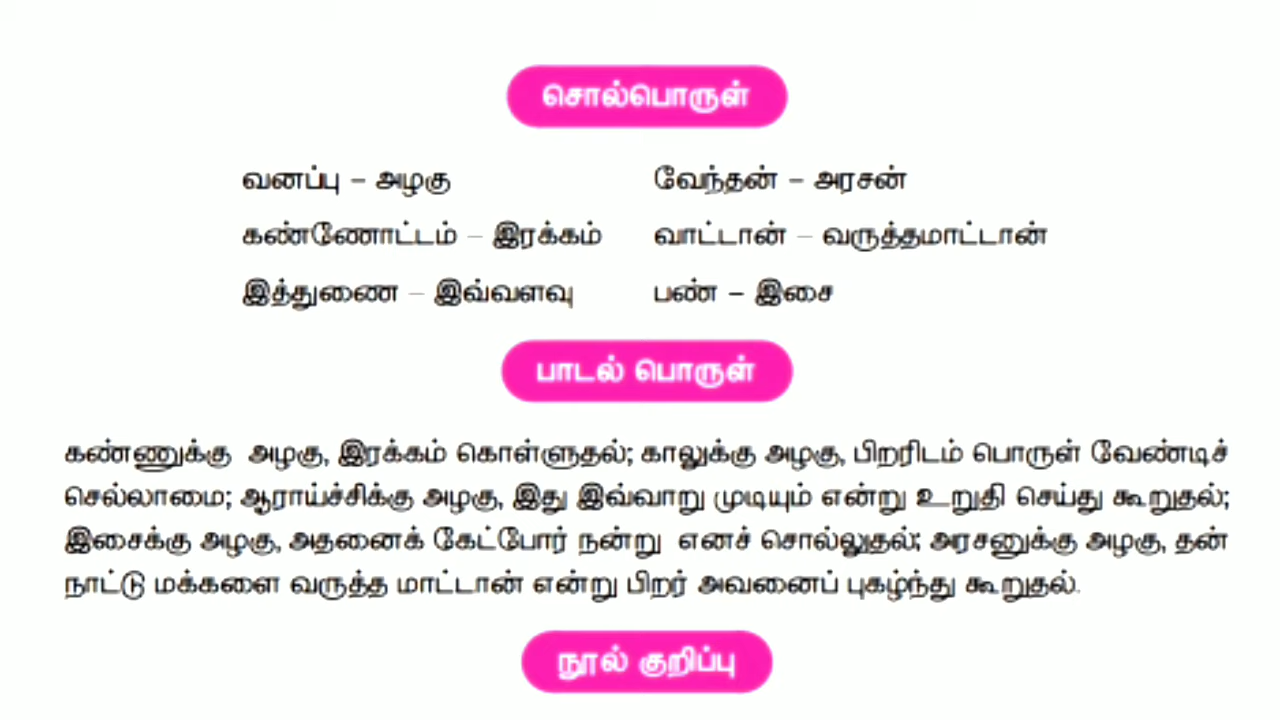 சொல்பொருள்
வனப்பு – அழகு வேந்தன் – அரசன்
கண்ணோட்டம் – இரக்கம் வாட்டான் – வருத்தமாட்டான்
இத்துணை – இவ்வளவு பண் – இசை
பாடல் பொருள்
கண்ணுக்கு அழகு, இரக்கம் கொள்ளுதல்; காலுக்கு அழகு, பிறரிடம் பொருள் வேண்டிச்
செல்லாமை; ஆராய்ச்சிக்கு அழகு, இது இவ்வாறு முடியும் என்று உறுதி செய்து கூறுதல்;
இசைக்கு அழகு, அதனைக் கேட்போர் நன்று எனச் சொல்லுதல்; அரசனுக்கு அழகு, தன்
நாட்டு மக்களை வருத்த மாட்டான் என்று பிறர் அவனைப் புகழ்ந்து கூறுதல்.
நூல் குறிப்பு